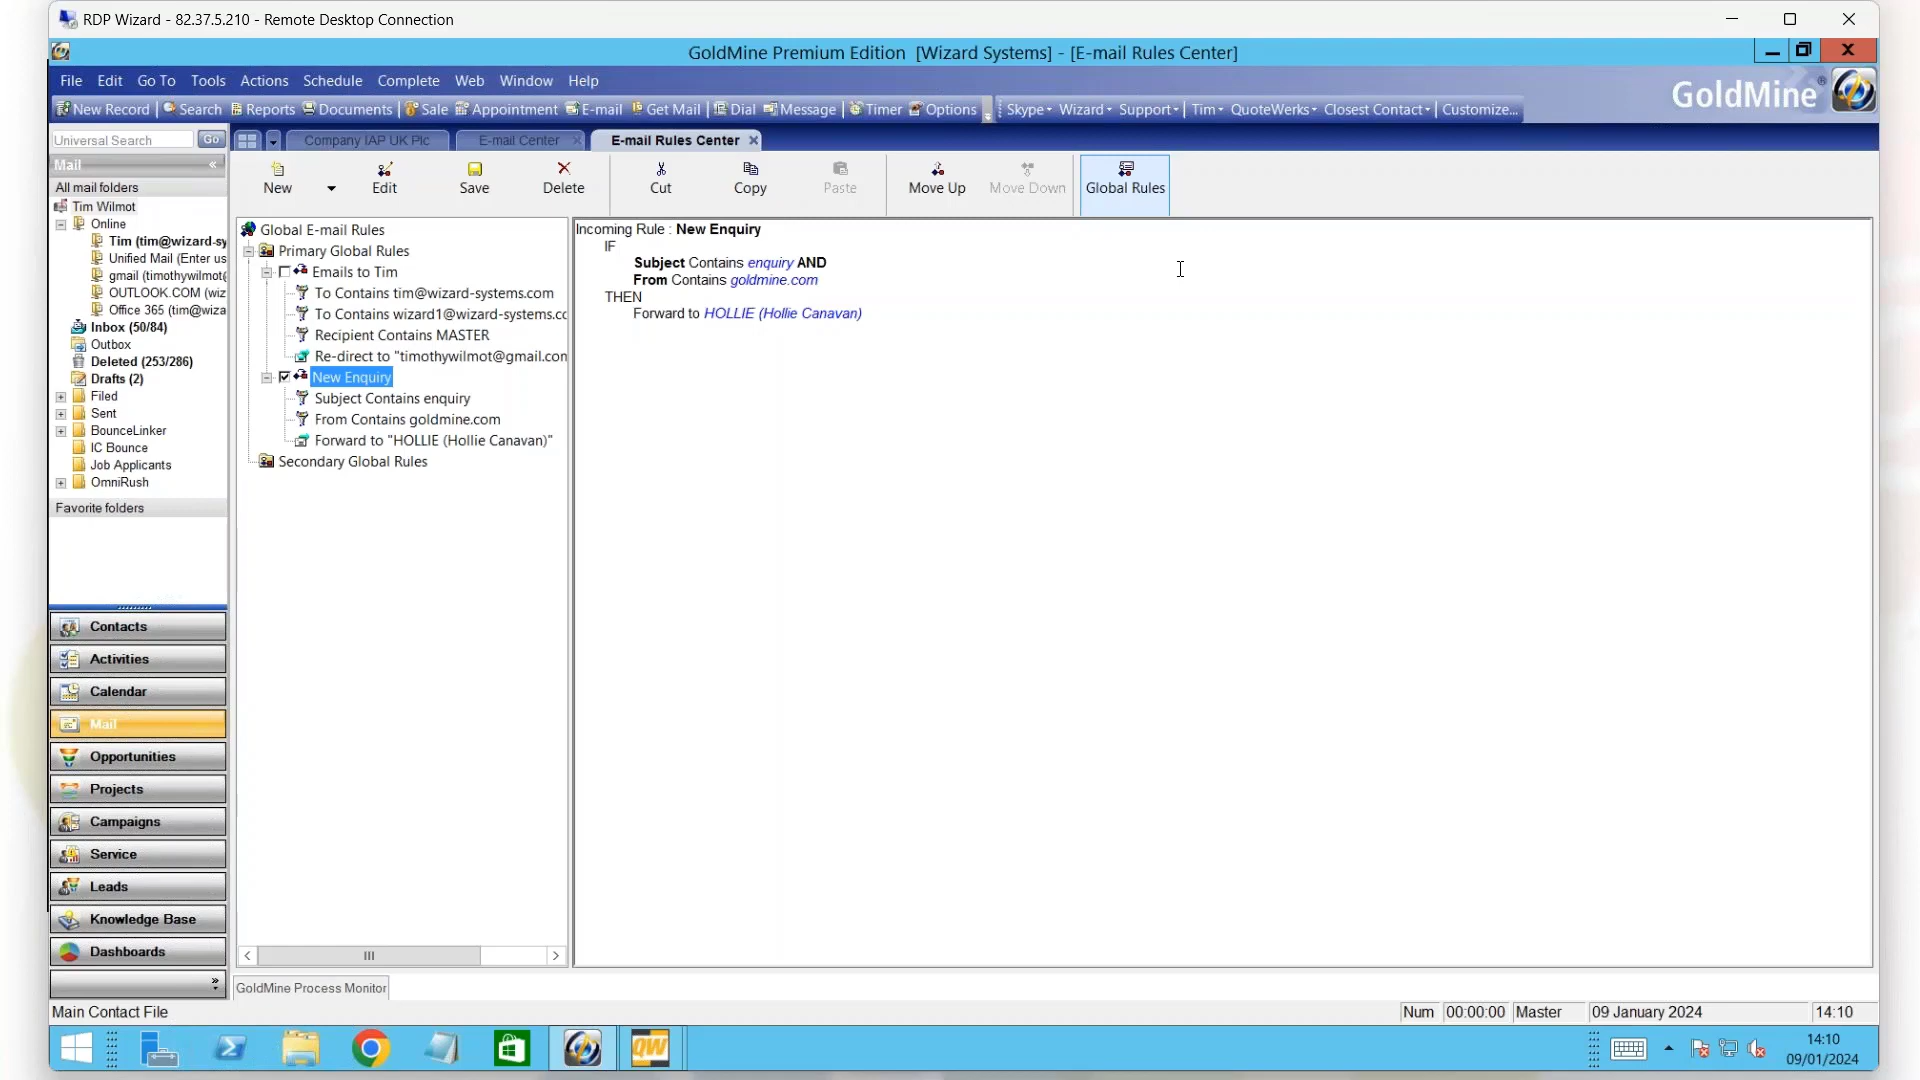 RDP Wizard - 82.37.5.210 - Remote Desktop Connection
GoldMine Premium Edition [Wizard Systems] - [E-mail Rules Center]
File Edit Go To Tools Actions Schedule Complete Web Window Help
GoldMine
New Record Search Reports Documents Sale Appointment E-mail Get Mail Dial Message Timer Options Skype Wizard Support Tim QuoteWerks Closest Contact Customize...
Universal Search Go
Company IAP UK Plc E-mail Center E-mail Rules Center
Mail
New Edit Save Delete Cut Copy Paste Move Up Move Down Global Rules
All mail folders
Tim Wilmot
Online
Tim (tim@wizard-sy
Unified Mail (Enter us
gmail (timothywilmot(
OUTLOOK.COM (wiz
Office 365 (tim@wiza
Inbox (50/84)
Outbox
Deleted (253/286)
Drafts (2)
Filed
Sent
BounceLinker
IC Bounce
Job Applicants
OmniRush
Favorite folders
Contacts
Activities
Calendar
Mail
Opportunities
Projects
Campaigns
Service
Leads
Knowledge Base
Dashboards
Global E-mail Rules
Primary Global Rules
Emails to Tim
To Contains tim@wizard-systems.com
To Contains wizard1@wizard-systems.cc
Recipient Contains MASTER
Re-direct to "timothywilmot@gmail.con
New Enquiry
Subject Contains enquiry
From Contains goldmine.com
Forward to "HOLLIE (Hollie Canavan)"
Secondary Global Rules
Incoming Rule : New Enquiry
IF
Subject Contains enquiry AND
From Contains goldmine.com
THEN
Forward to HOLLIE (Hollie Canavan)
GoldMine Process Monitor
Main Contact File
Num 00:00:00 Master 09 January 2024 14:10
QW
14:10
09/01/2024